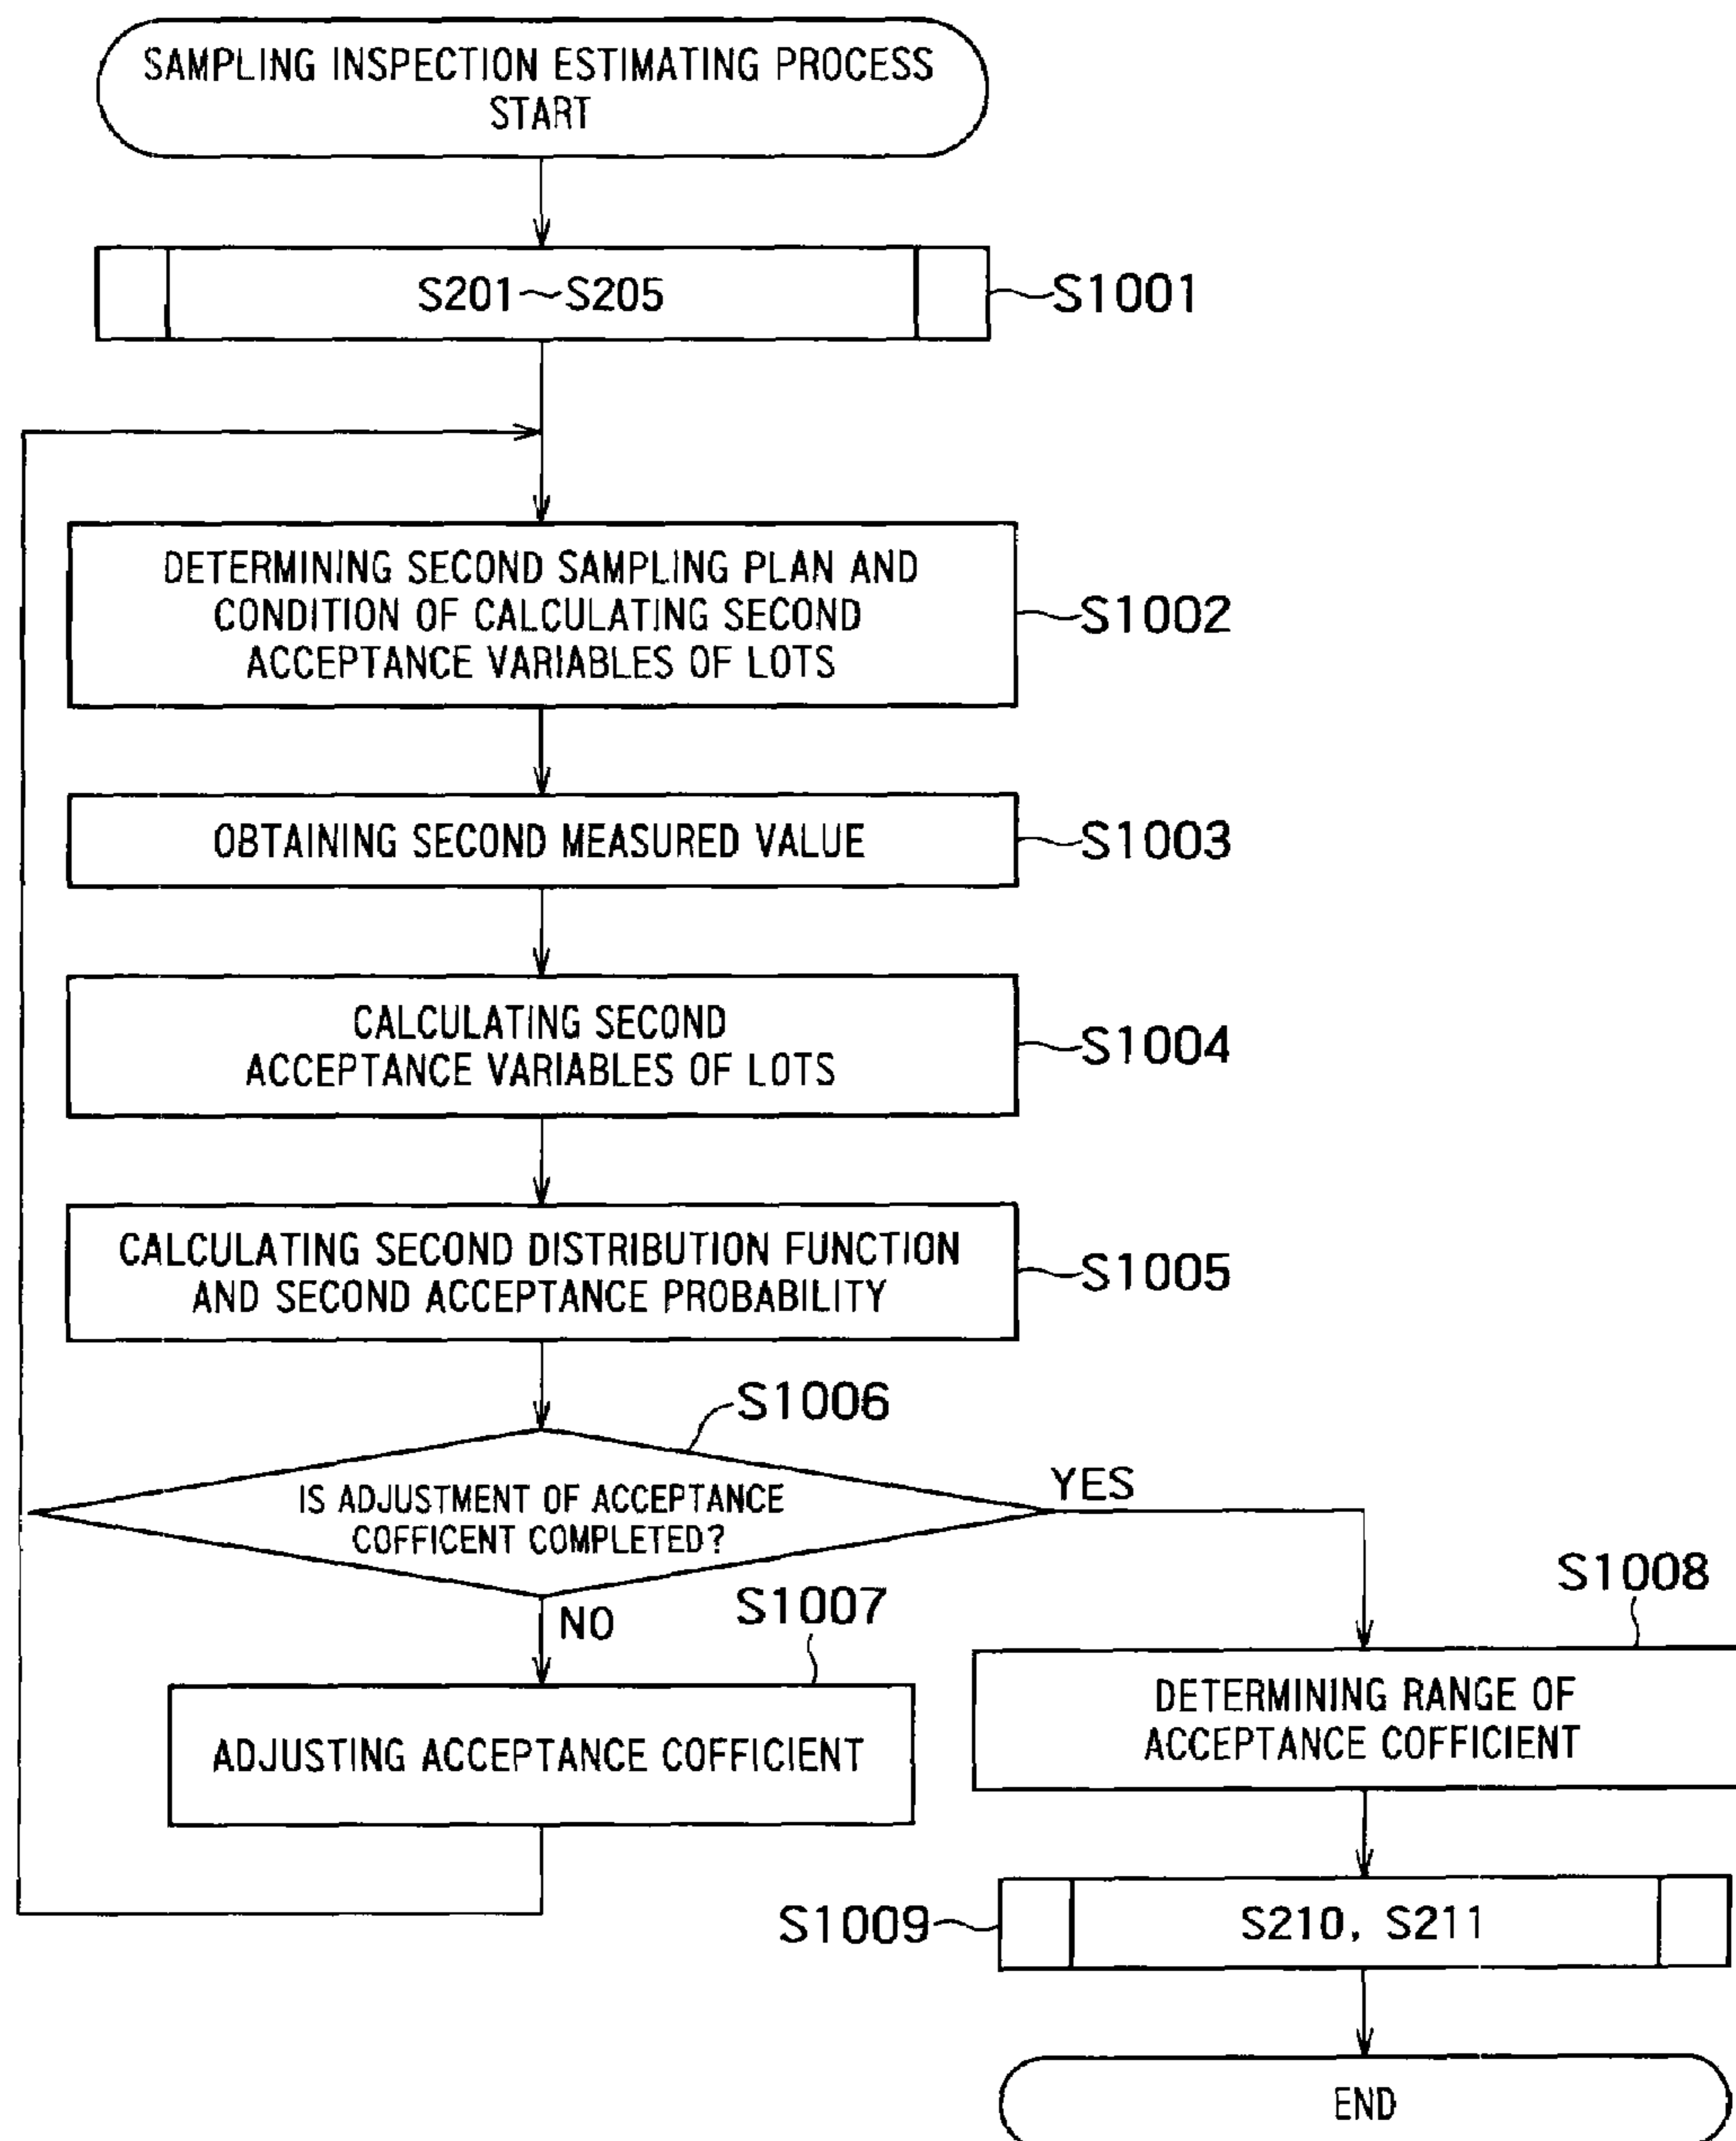 SAMPLING INSPECTION ESTIMATING PROCESS
START
S201~S205
S1001
DETERMINING SECOND SAMPLING PLAN AND
CONDITION OF CALCULATING SECOND
ACCEPTANCE VARIABLES OF LOTS
S1002
OBTAINING SECOND MEASURED VALUE
S1003
CALCULATING SECOND
ACCEPTANCE VARIABLES OF LOTS
S1004
CALCULATING SECOND DISTRIBUTION FUNCTION
AND SECOND ACCEPTANCE PROBABILITY
S1005
S1006
IS ADJUSTMENT OF ACCEPTANCE
COFFICENT COMPLETED?
YES
NO
S1007
ADJUSTING ACCEPTANCE COFFICIENT
S1008
DETERMINING RANGE OF
ACCEPTANCE COFFICIENT
S1009
S210, S211
END